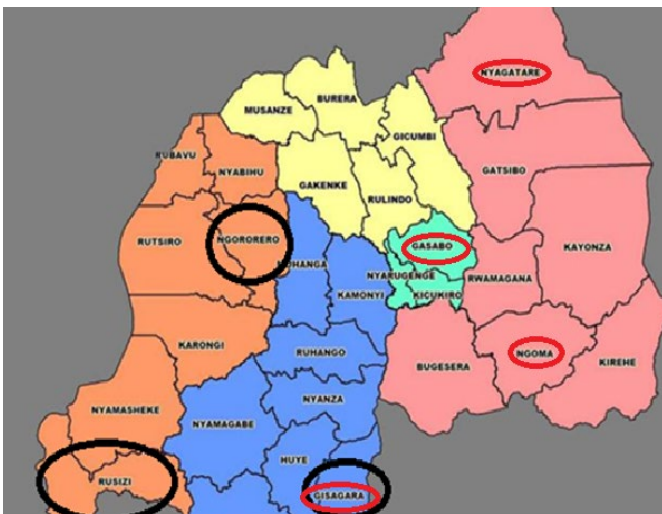 NYAGATARE
BURERA
MUSANZE
GICUMBI
RUBAVU
NYABIHU
GATSIBO
GAKENKE
RULINDO
RUTSIRO
NGORORERO
GASABO
KAYONZA
NYARUGENGE
RWAMAGANA
KAMONYI
KICUKIRO
KARONGI
RUHANGO
NGOMA
BUGESERA
KIREHE
NYANZA
NYAMASHEKE
NYAMAGABE
HUYE
RUSIZI
GISAGARA